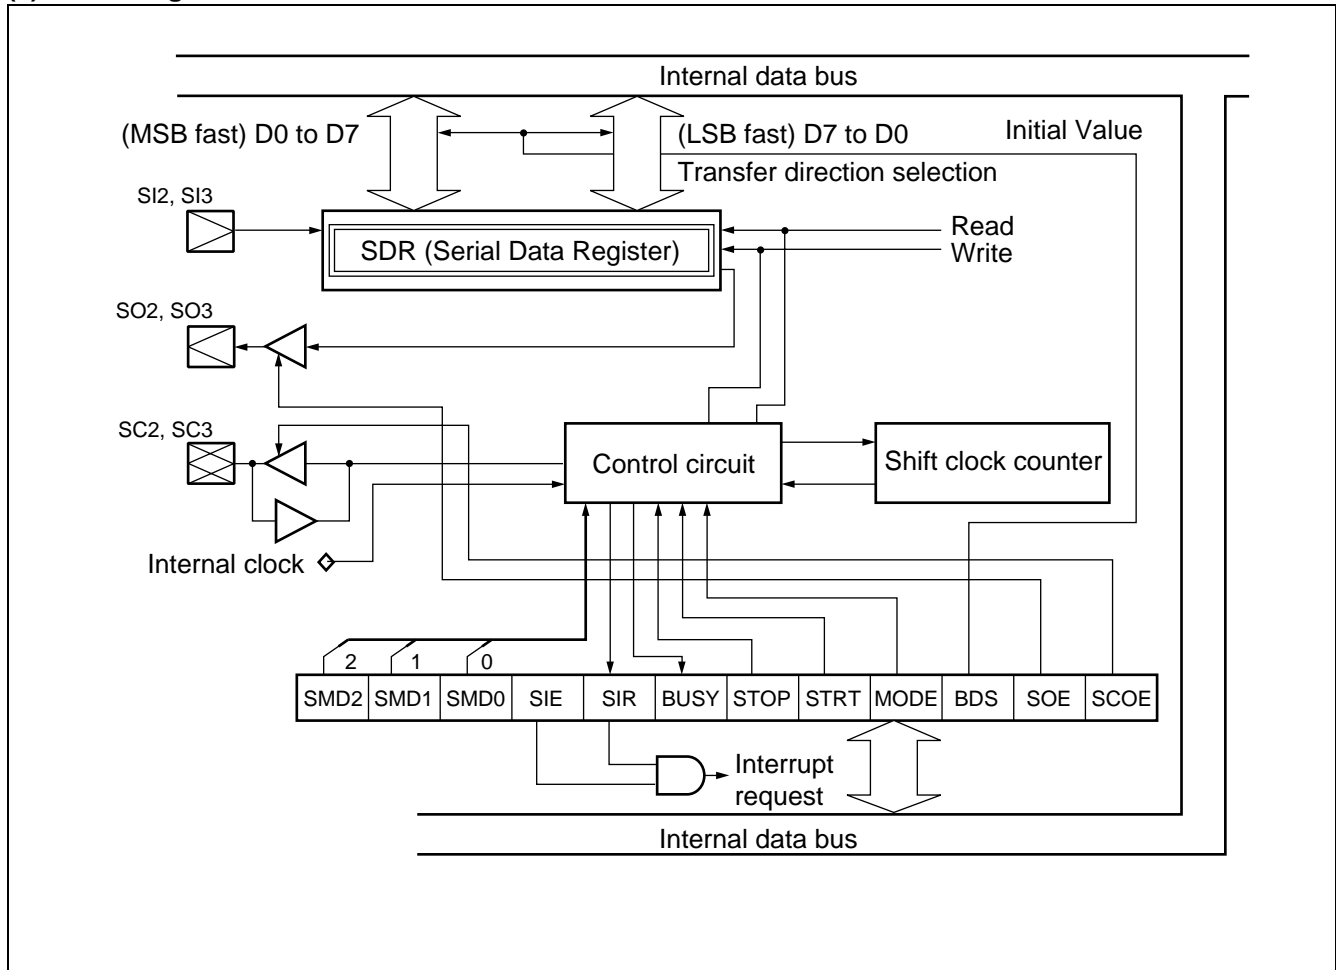 Internal data bus
(MSB fast) D0 to D7
(LSB fast) D7 to D0
Initial Value
Transfer direction selection
SI2, SI3
Read
SDR (Serial Data Register)
Write
SO2, SO3
SC2, SC3
Control circuit
Shift clock counter
Internal clock
2 1 0
SMD2 SMD1 SMD0 SIE SIR BUSY STOP STRT MODE BDS SOE SCOE
Interrupt
request
Internal data bus